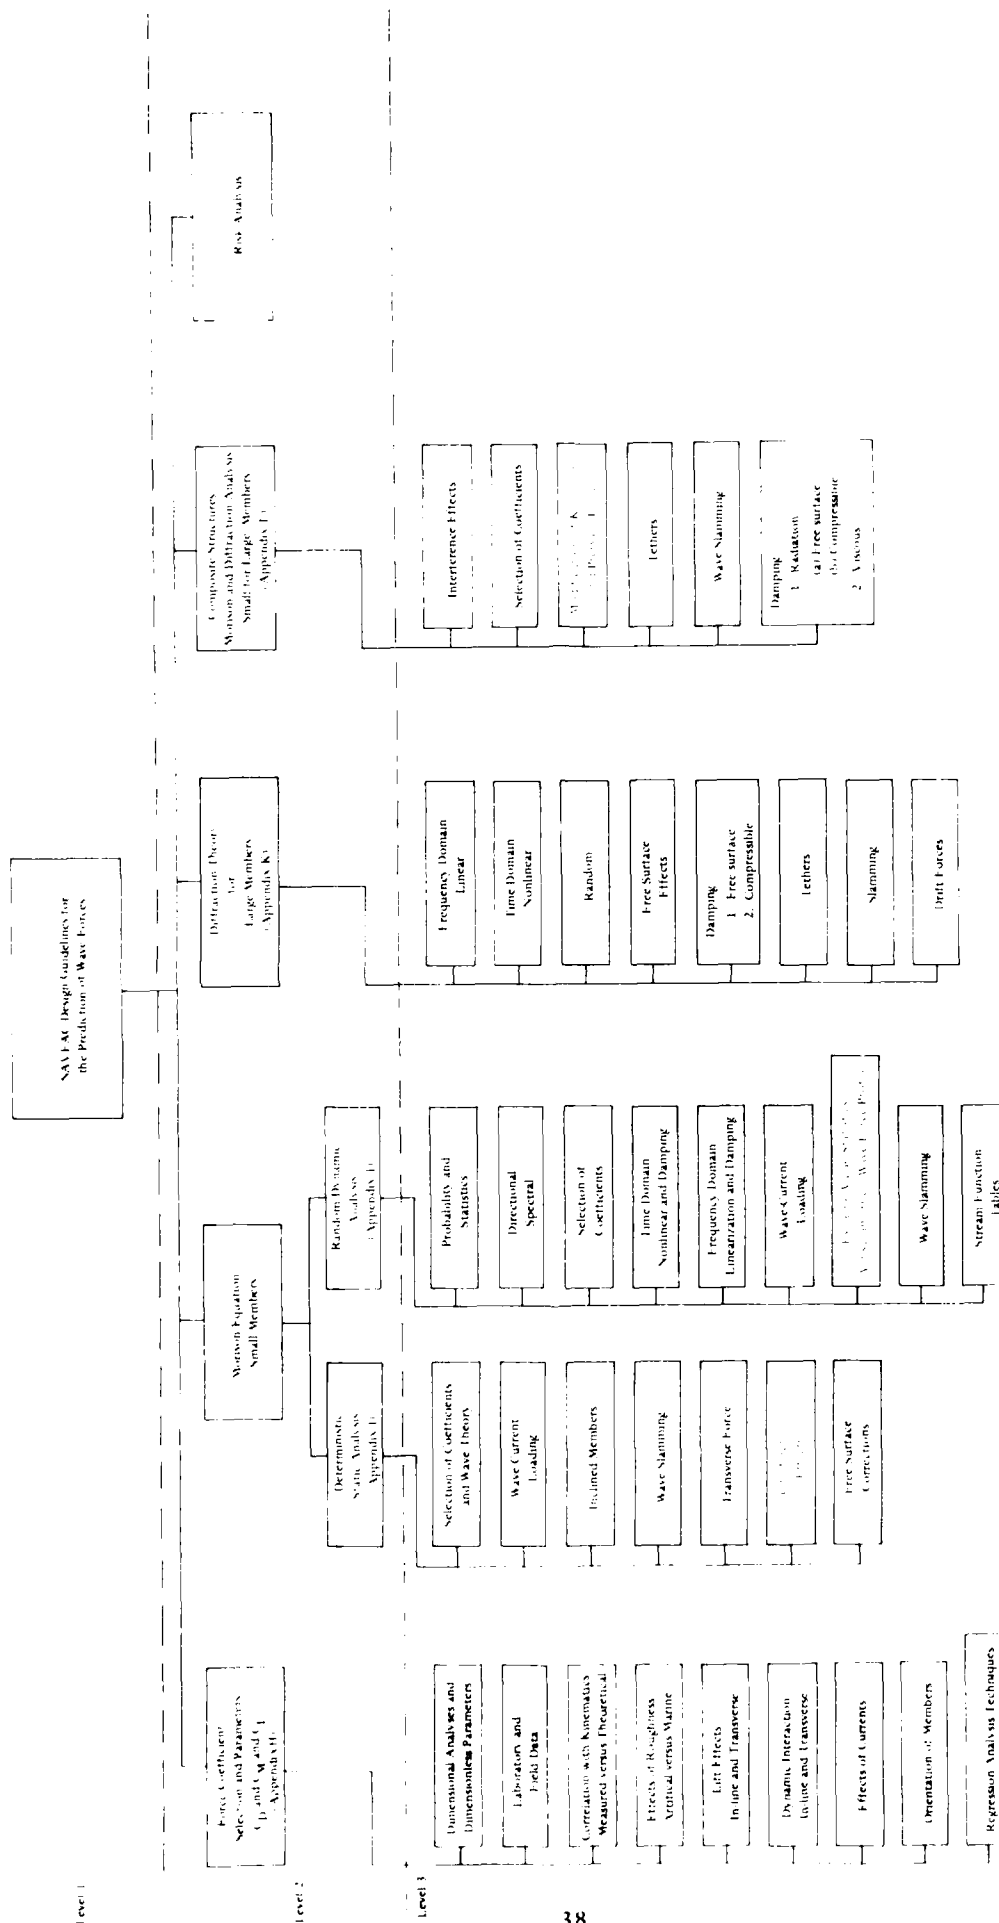 Level 1
NAVFAC Design Guidelines for
the Prediction of Wave Forces
Level 2
Force Coefficient
Selection and Parameters
C D and C M and C L
(Appendix H)
Morison Equation
Small Members
Diffraction Theory
for
Large Members
(Appendix K)
Composite Structures
Morison and Diffraction Analysis
Small for Large Members
(Appendix L)
Risk Analysis
Deterministic
Static Analysis
Appendix
Random Dynamic
Analysis
(Appendix
Level 3
Dimensional Analyses and
Dimensionless Parameters
Laboratory and
Field Data
Correlation with Kinematics
Measured versus Theoretical
Effects of Roughness
Artifical versus Marine
Lift Effects
In-line and Transverse
Dynamic Interaction
In-line and Transverse
Effects of Currents
Orientation of Members
Regression Analysis Techniques
Selection of Coefficients
and Wave Theory
Wave Current
Loading
Inclined Members
Wave Slamming
Transverse Force
Free Surface
Corrections
Probability and
Statistics
Directional
Spectral
Selection of
Coefficients
Time Domain
Nonlinear and Damping
Frequency Domain
Linearization and Damping
Wave-Current
Loading
Wave Slamming
Stream Function
Tables
Frequency Domain
Linear
Time Domain
Nonlinear
Random
Free Surface
Effects
Damping
1 Free surface
2. Compressible
Tethers
Slamming
Drift Forces
Interference Effects
Selection of Coefficients
Tethers
Wave Slamming
Damping
1 Radiation
(a) Free surface
(b) Compressible
2 Viscous
38